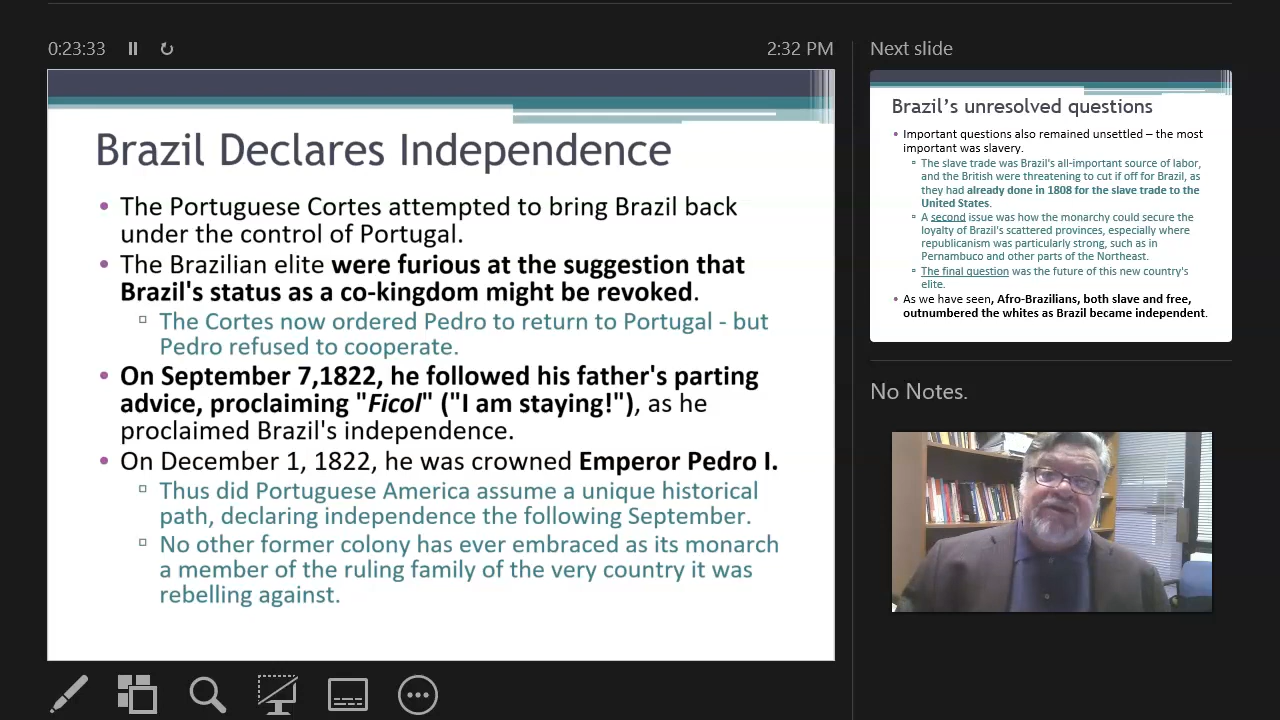 0:23:33
2:32 PM
Brazil Declares Independence
• The Portuguese Cortes attempted to bring Brazil back
under the control of Portugal.
• The Brazilian elite were furious at the suggestion that
Brazil's status as a co-kingdom might be revoked.
▫ The Cortes now ordered Pedro to return to Portugal - but
Pedro refused to cooperate.
• On September 7,1822, he followed his father's parting
advice, proclaiming "Ficol" ("I am staying!"), as he
proclaimed Brazil's independence.
• On December 1, 1822, he was crowned Emperor Pedro I.
▫ Thus did Portuguese America assume a unique historical
path, declaring independence the following September.
▫ No other former colony has ever embraced as its monarch
a member of the ruling family of the very country it was
rebelling against.
Next slide
Brazil's unresolved questions
• Important questions also remained unsettled – the most
important was slavery.
▫ The slave trade was Brazil's all-important source of labor,
and the British were threatening to cut if off for Brazil, as
they had already done in 1808 for the slave trade to the
United States.
▫ A second issue was how the monarchy could secure the
loyalty of Brazil's scattered provinces, especially where
republicanism was particularly strong, such as in
Pernambuco and other parts of the Northeast.
▫ The final question was the future of this new country's
elite.
• As we have seen, Afro-Brazilians, both slave and free,
outnumbered the whites as Brazil became independent.
No Notes.